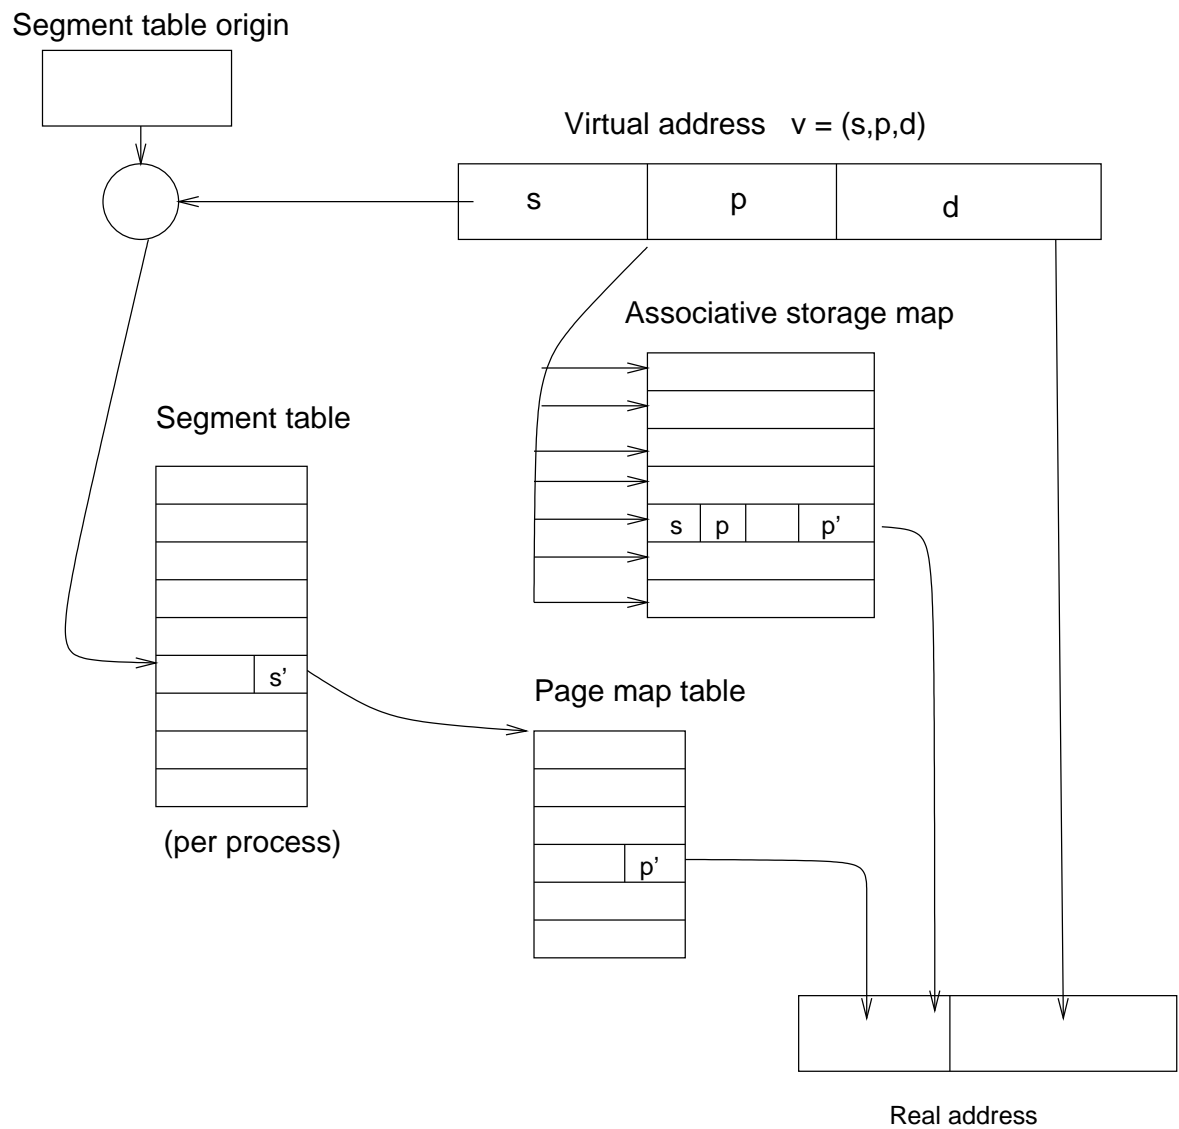 Segment table origin
Virtual address v = (s,p,d)
s p d
Associative storage map
Segment table
s p p’
s’
Page map table
(per process)
p’
Real address